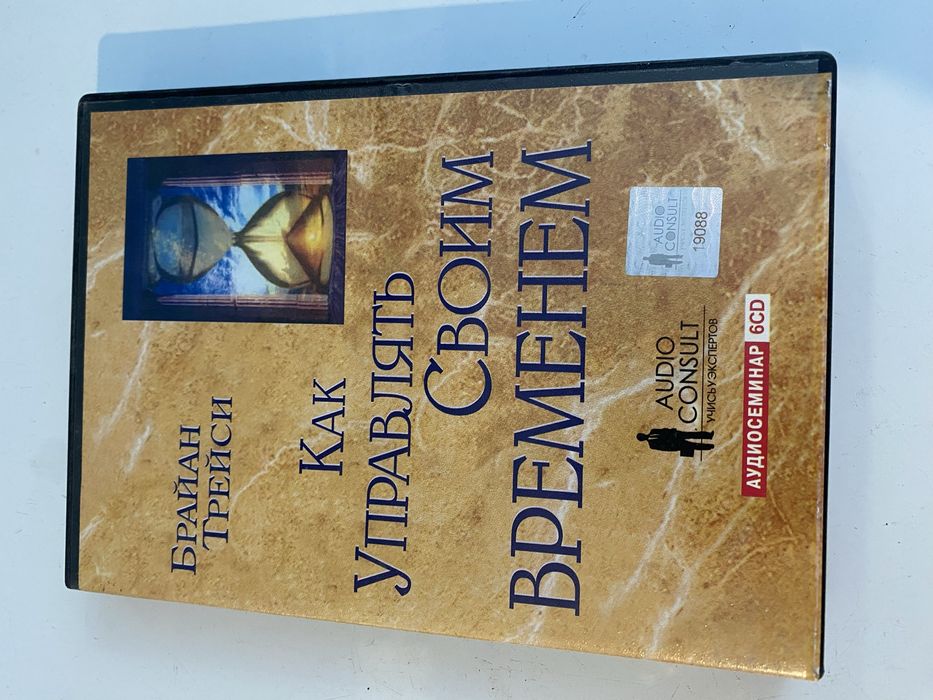 БРАЙАН
ТРЕЙСИ
КАК
УПРАВЛЯТЬ
СВОИМ
ВРЕМЕНЕМ
AUDIO
CONSULT
УЧИСЬ У ЭКСПЕРТОВ
AUDIO
CONSULT
19088
АУДИОСЕМИНАР 6CD